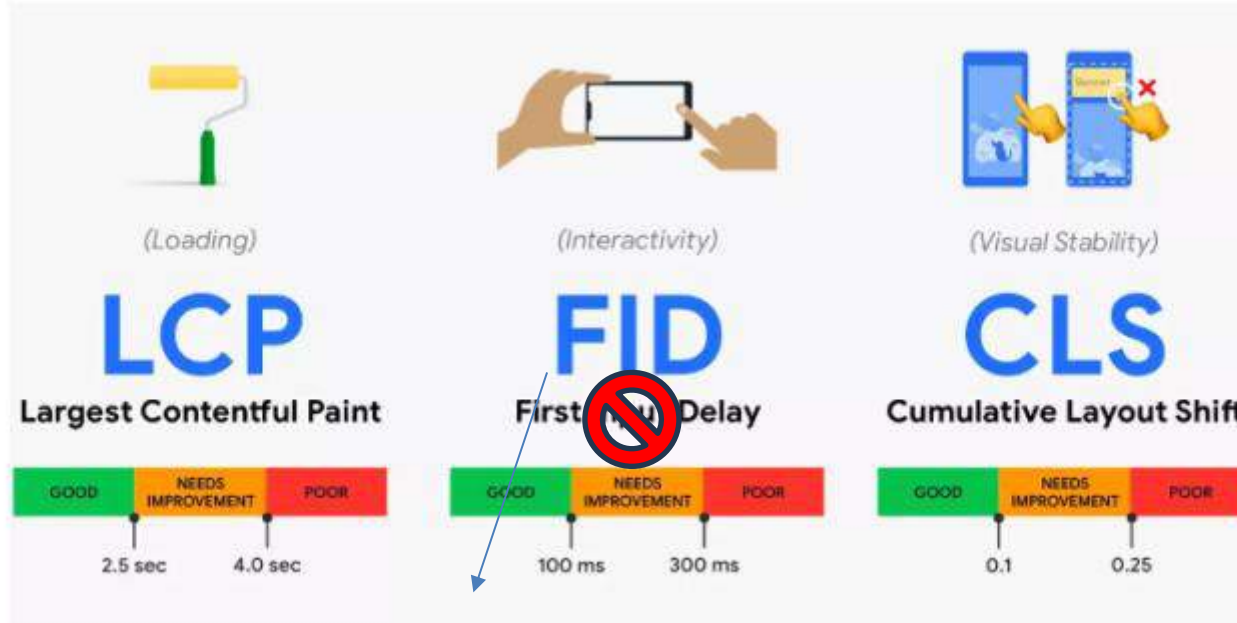 (Loading)
LCP
Largest Contentful Paint
GOOD
NEEDS
IMPROVEMENT
POOR
2.5 sec
4.0 sec
(Interactivity)
FID
First Delay
GOOD
NEEDS
IMPROVEMENT
POOR
100 ms
300 ms
(Visual Stability)
CLS
Cumulative Layout Shift
GOOD
NEEDS
IMPROVEMENT
POOR
0.1
0.25